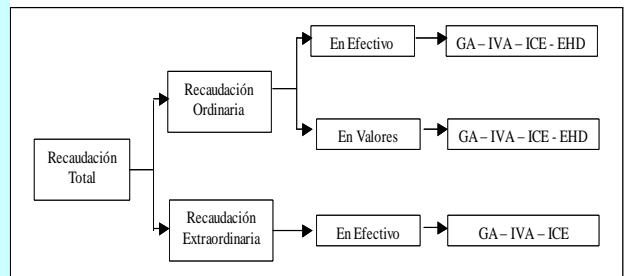 En Efectivo
GA – IVA – ICE - EHD
Recaudación
Ordinaria
En Valores
GA – IVA – ICE - EHD
Recaudación
Total
Recaudación
Extraordinaria
En Efectivo
GA – IVA – ICE